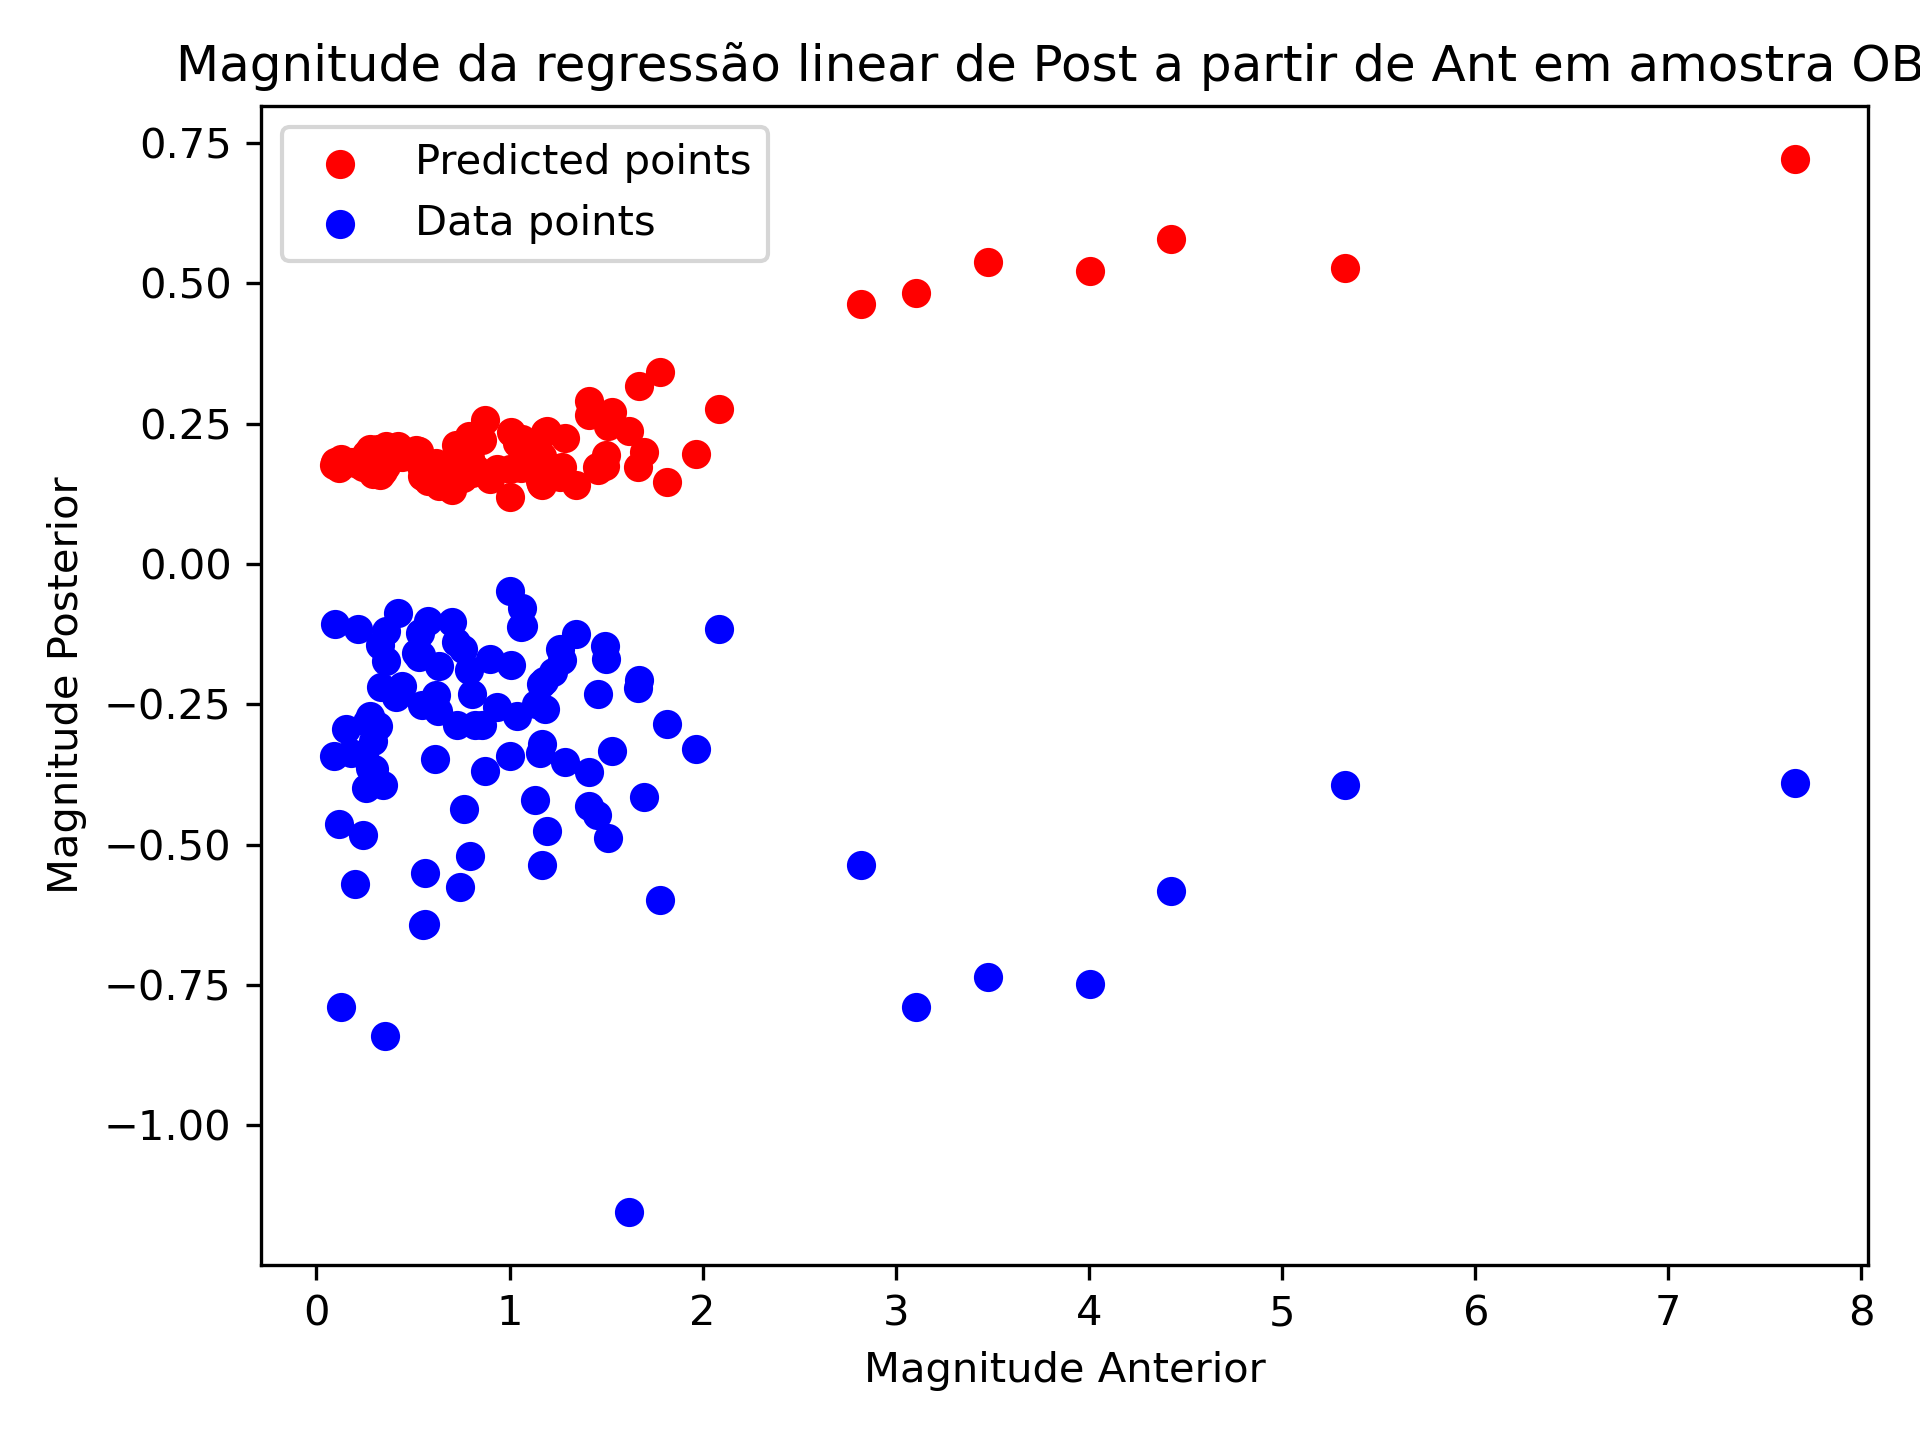 Magnitude da regressão linear de Post a partir de Ant em amostra OB
Predicted points
Data points
0.75
0.50
0.25
0.00
−0.25
−0.50
−0.75
−1.00
Magnitude Posterior
0 1 2 3 4 5 6 7 8
Magnitude Anterior